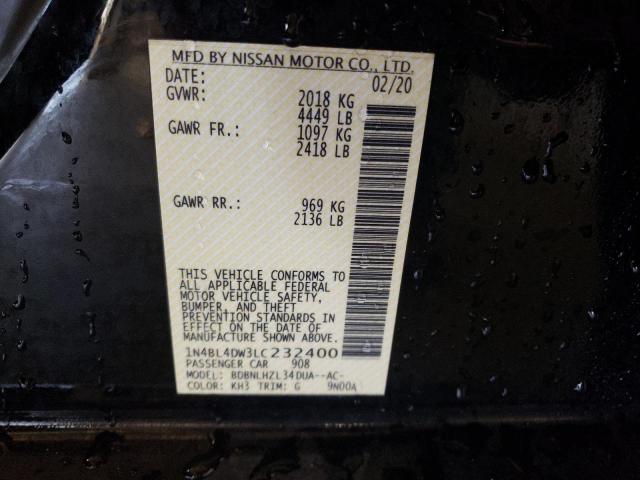 MFD BY NISSAN MOTOR CO., LTD.
DATE: 02/20
GVWR: 2018 KG
4449 LB
GAWR FR.: 1097 KG
2418 LB
GAWR RR.: 969 KG
2136 LB
THIS VEHICLE CONFORMS TO
ALL APPLICABLE FEDERAL
MOTOR VEHICLE SAFETY,
BUMPER, AND THEFT
PREVENTION STANDARDS IN
EFFECT ON THE DATE OF
MANUFACTURE SHOWN ABOVE.
1N4BL4DW3LC232400
PASSENGER CAR 908
MODEL: BDBNLHZL34DUA--AC-
COLOR: KH3 TRIM: G 9N00A